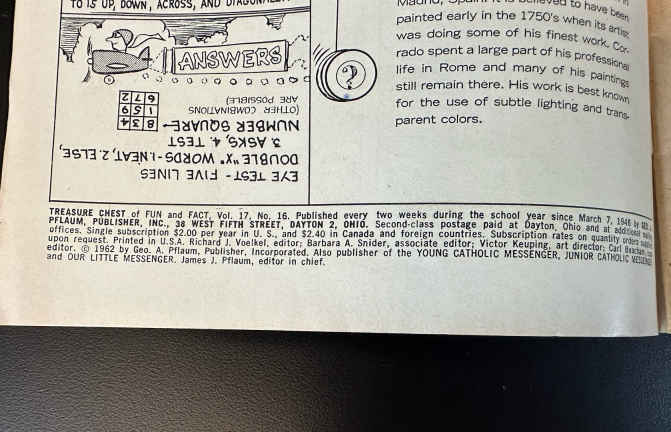 TO 15 UP, DOWN, ACROSS, AND
ANSWERS
EYE TEST - FIVE LINES
DOUBLE "X" WORDS - 1. NEAT, 2. ELSE,
3. ASKS, 4. TEST
NUMBER SQUARE-
(OTHER COMBINATIONS
ARE POSSIBLE)
8 3 4
1 5 9
6 7 2
?
believed to have been
painted early in the 1750's when its artist
was doing some of his finest work. Cor-
rado spent a large part of his professional
life in Rome and many of his paintings
still remain there. His work is best known
for the use of subtle lighting and trans-
parent colors.
TREASURE CHEST of FUN and FACT, Vol. 17, No. 16. Published every two weeks during the school year since March 7, 1946 by
PFLAUM, PUBLISHER, INC., 38 WEST FIFTH STREET, DAYTON 2, OHIO. Second-class postage paid at Dayton, Ohio and at additional
offices. Single subscription $2.00 per year in U. S., and $2.40 in Canada and foreign countries. Subscription rates on quantity orders
upon request. Printed in U.S.A. Richard J. Voelkel, editor; Barbara A. Snider, associate editor; Victor Keuping, art director; Carl
editor. © 1962 by Geo. A. Pflaum, Publisher, Incorporated. Also publisher of the YOUNG CATHOLIC MESSENGER, JUNIOR CATHOLIC MESSENGER
and OUR LITTLE MESSENGER. James J. Pflaum, editor in chief.